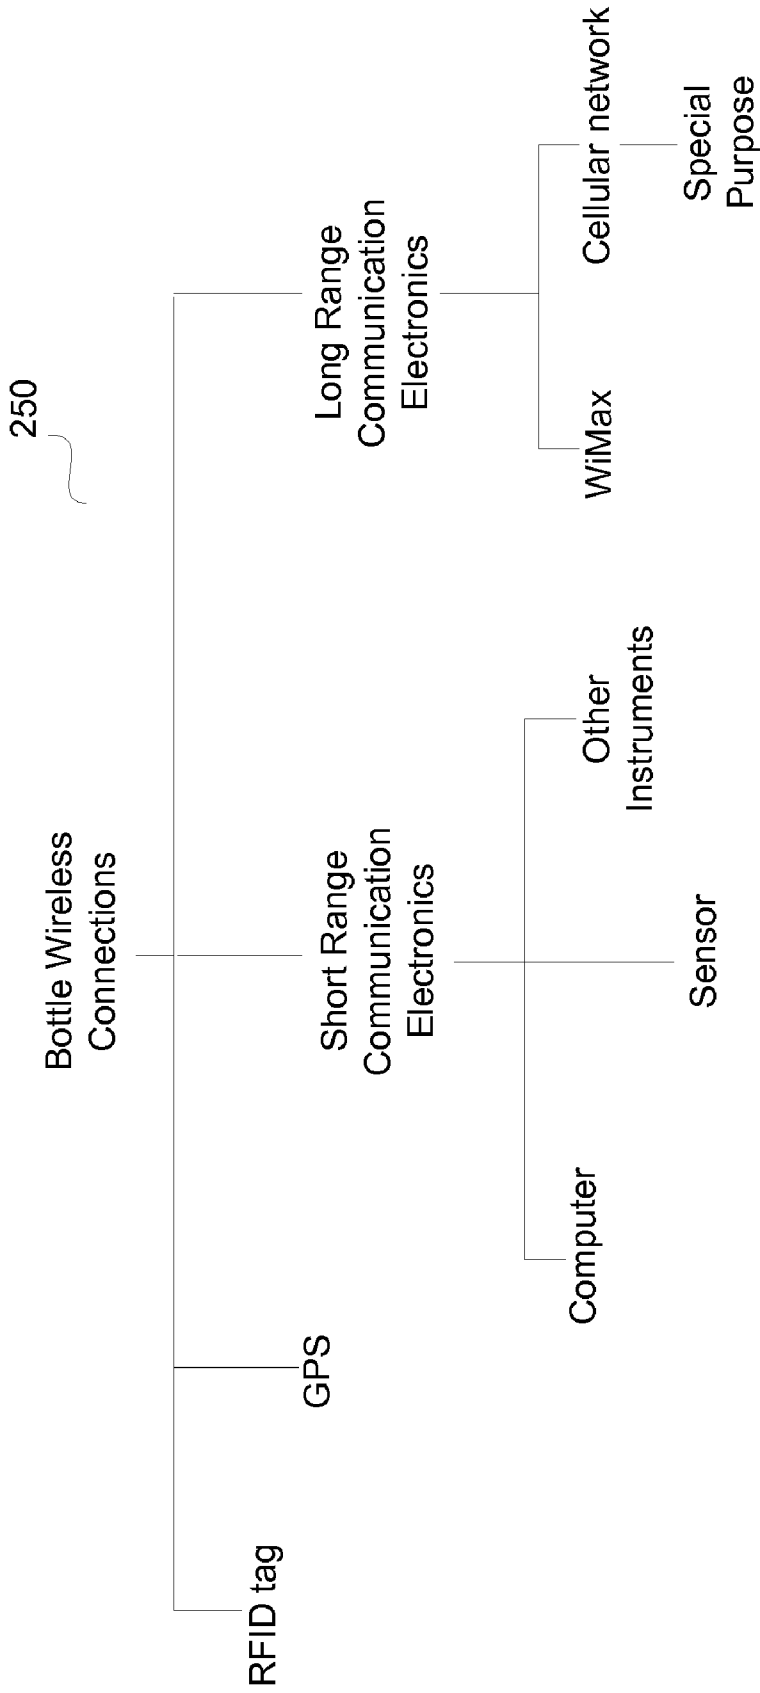 250
Bottle Wireless
Connections
RFID tag
GPS
Short Range
Communication
Electronics
Long Range
Communication
Electronics
Computer
Sensor
Other
Instruments
WiMax
Cellular network
Special
Purpose